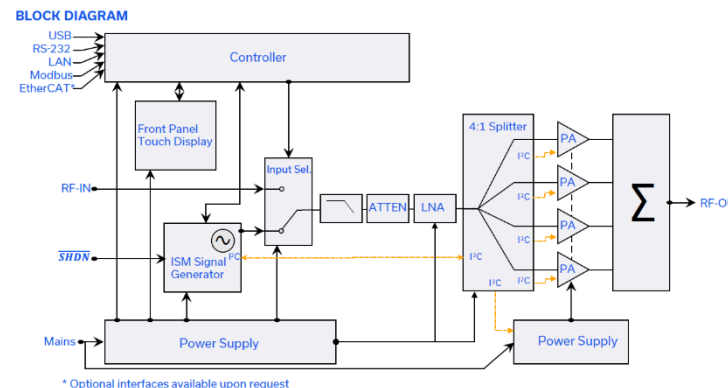 BLOCK DIAGRAM
USB
RS-232
LAN
Modbus
EtherCAT*
Controller
Front Panel
Touch Display
Input Sel.
4:1 Splitter
PA
I²C
PA
I²C
PA
I²C
PA
I²C
RF-IN
ATTEN
LNA
Σ
RF-O
SHDN
ISM Signal
Generator
I²C
I²C
I²C
Mains
Power Supply
Power Supply
* Optional interfaces available upon request